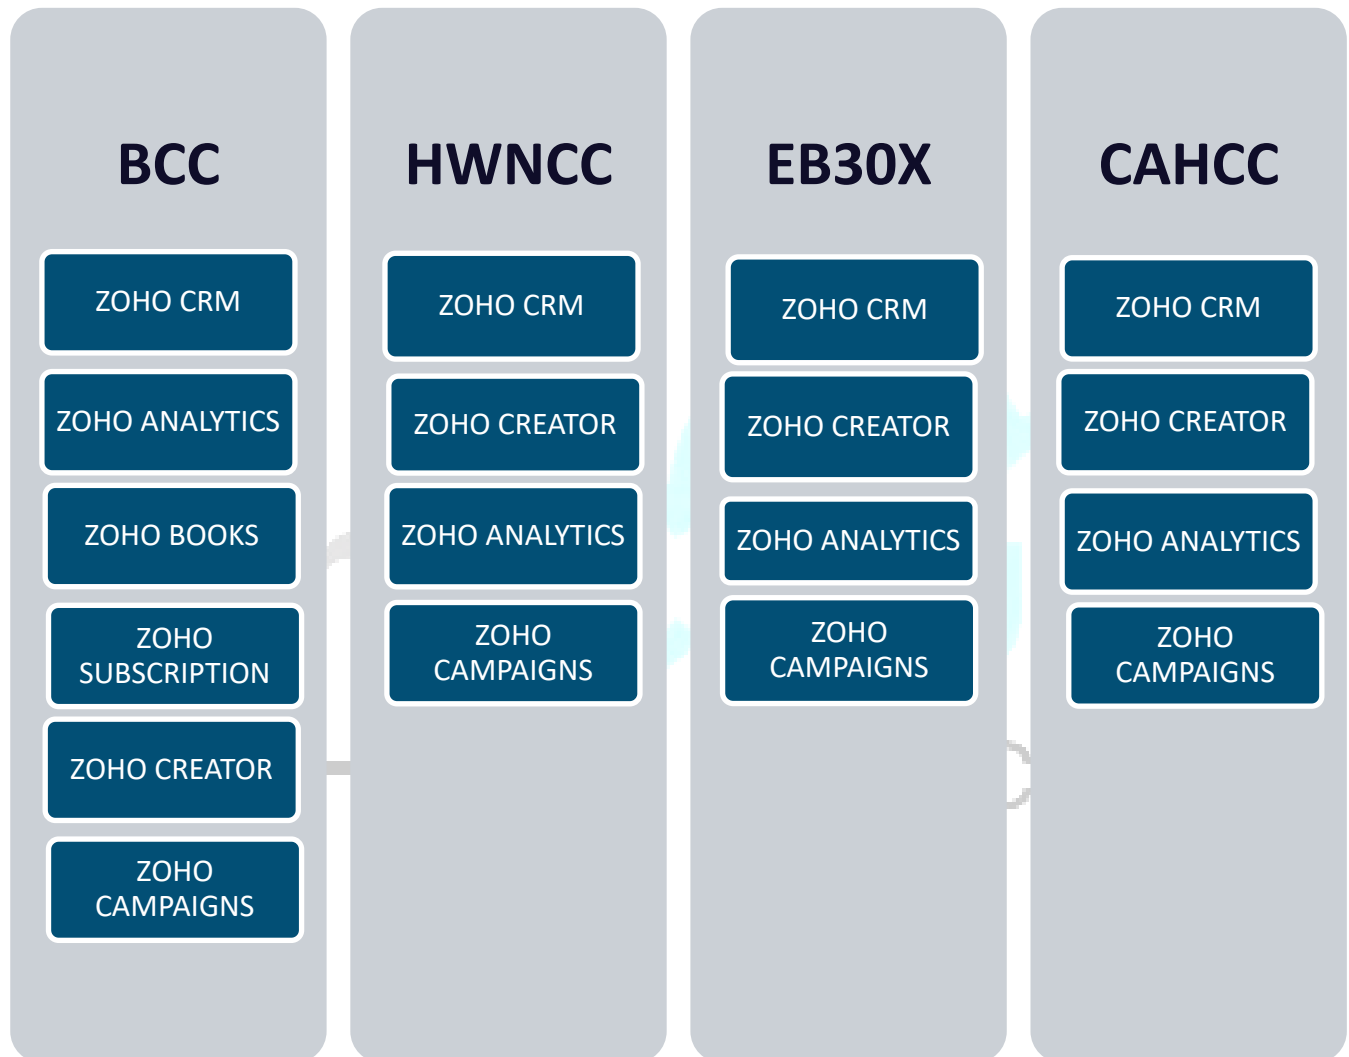 BCC
ZOHO CRM
ZOHO ANALYTICS
ZOHO BOOKS
ZOHO
SUBSCRIPTION
ZOHO CREATOR
ZOHO
CAMPAIGNS
HWNCC
ZOHO CRM
ZOHO CREATOR
ZOHO ANALYTICS
ZOHO
CAMPAIGNS
EB30X
ZOHO CRM
ZOHO CREATOR
ZOHO ANALYTICS
ZOHO
CAMPAIGNS
CAHCC
ZOHO CRM
ZOHO CREATOR
ZOHO ANALYTICS
ZOHO
CAMPAIGNS